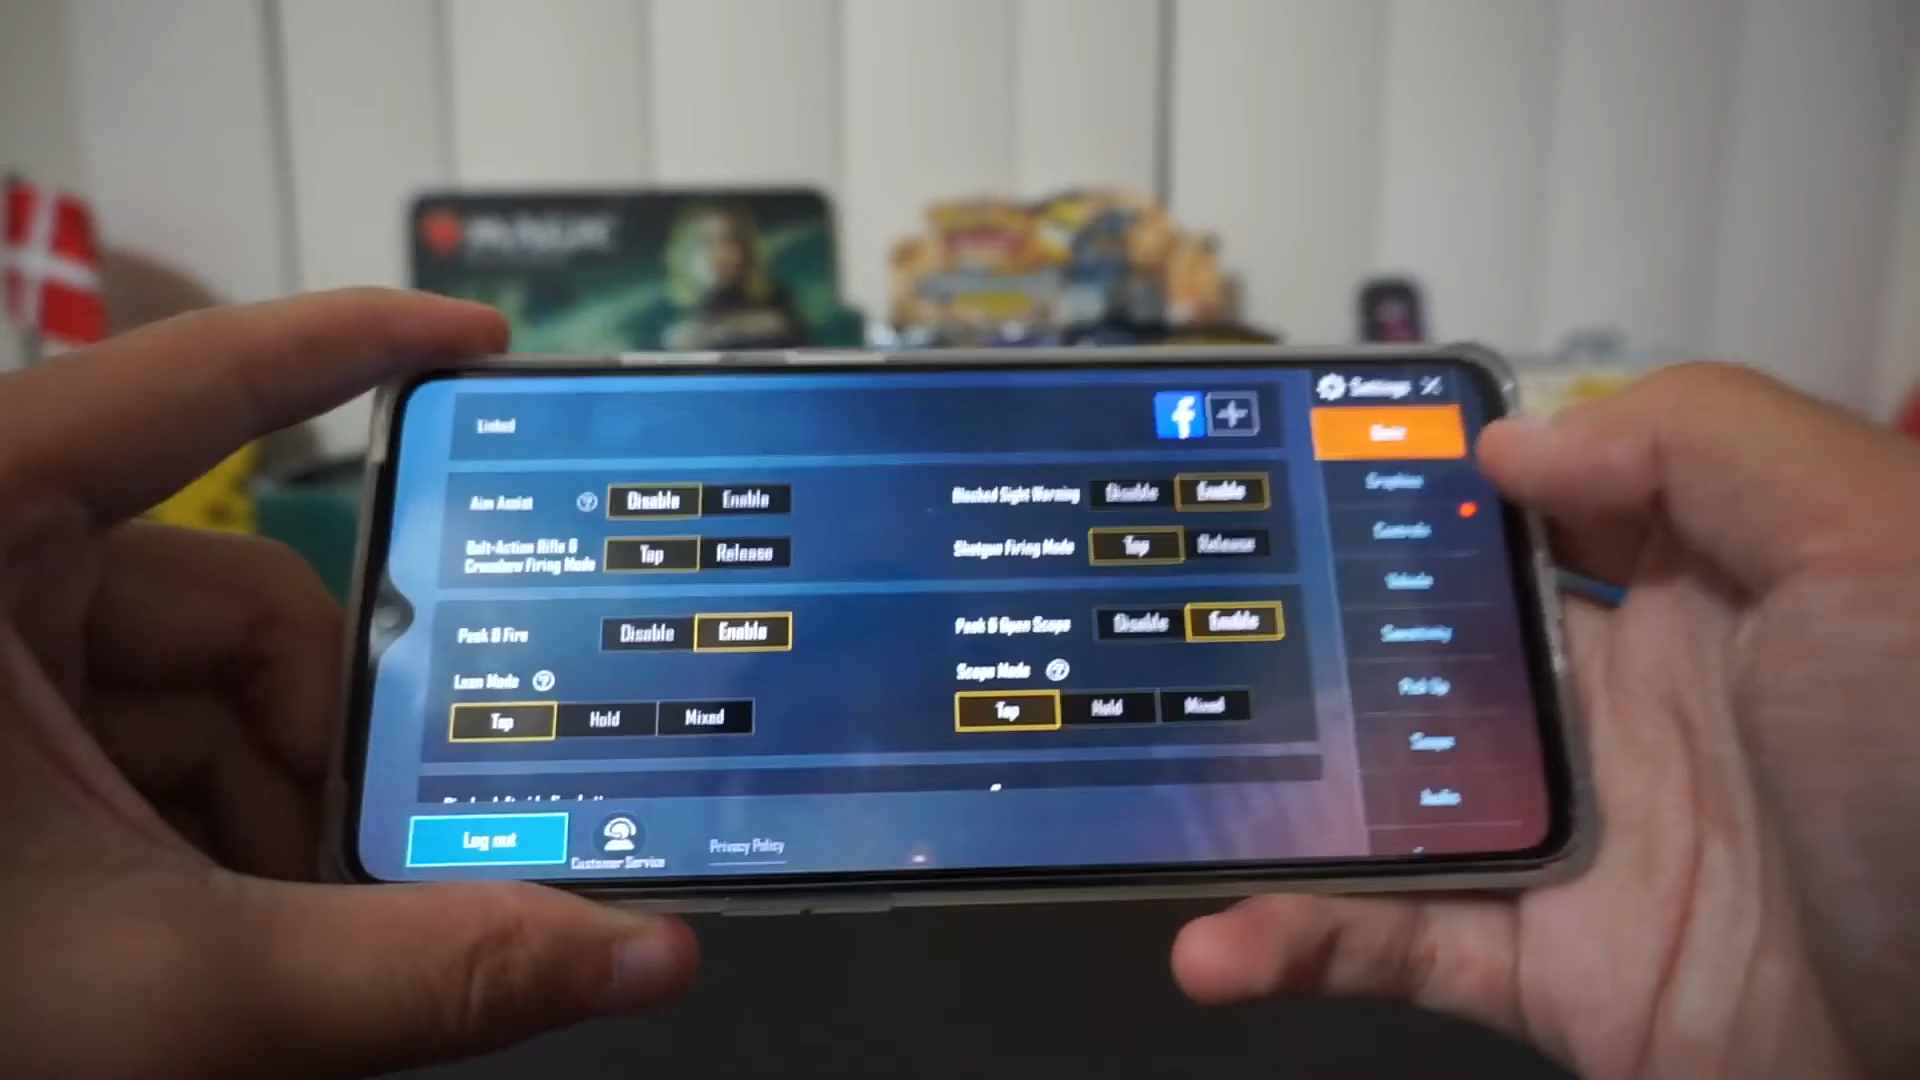 MAGIC
Linked
Settings
Basic
Aim Assist
Disable Enable
Blocked Sight Warning
Disable Enable
Graphics
Bolt-Action Rifle &
Crossbow Firing Mode
Tap Release
Shotgun Firing Mode
Tap Release
Controls
Vehicle
Peek & Fire
Disable Enable
Peek & Open Scope
Disable Enable
Sensitivity
Lean Mode
Scope Mode
Tap Hold Mixed
Tap Hold Mixed
Pick Up
Scope
Audio
Log out
Customer Service
Privacy Policy